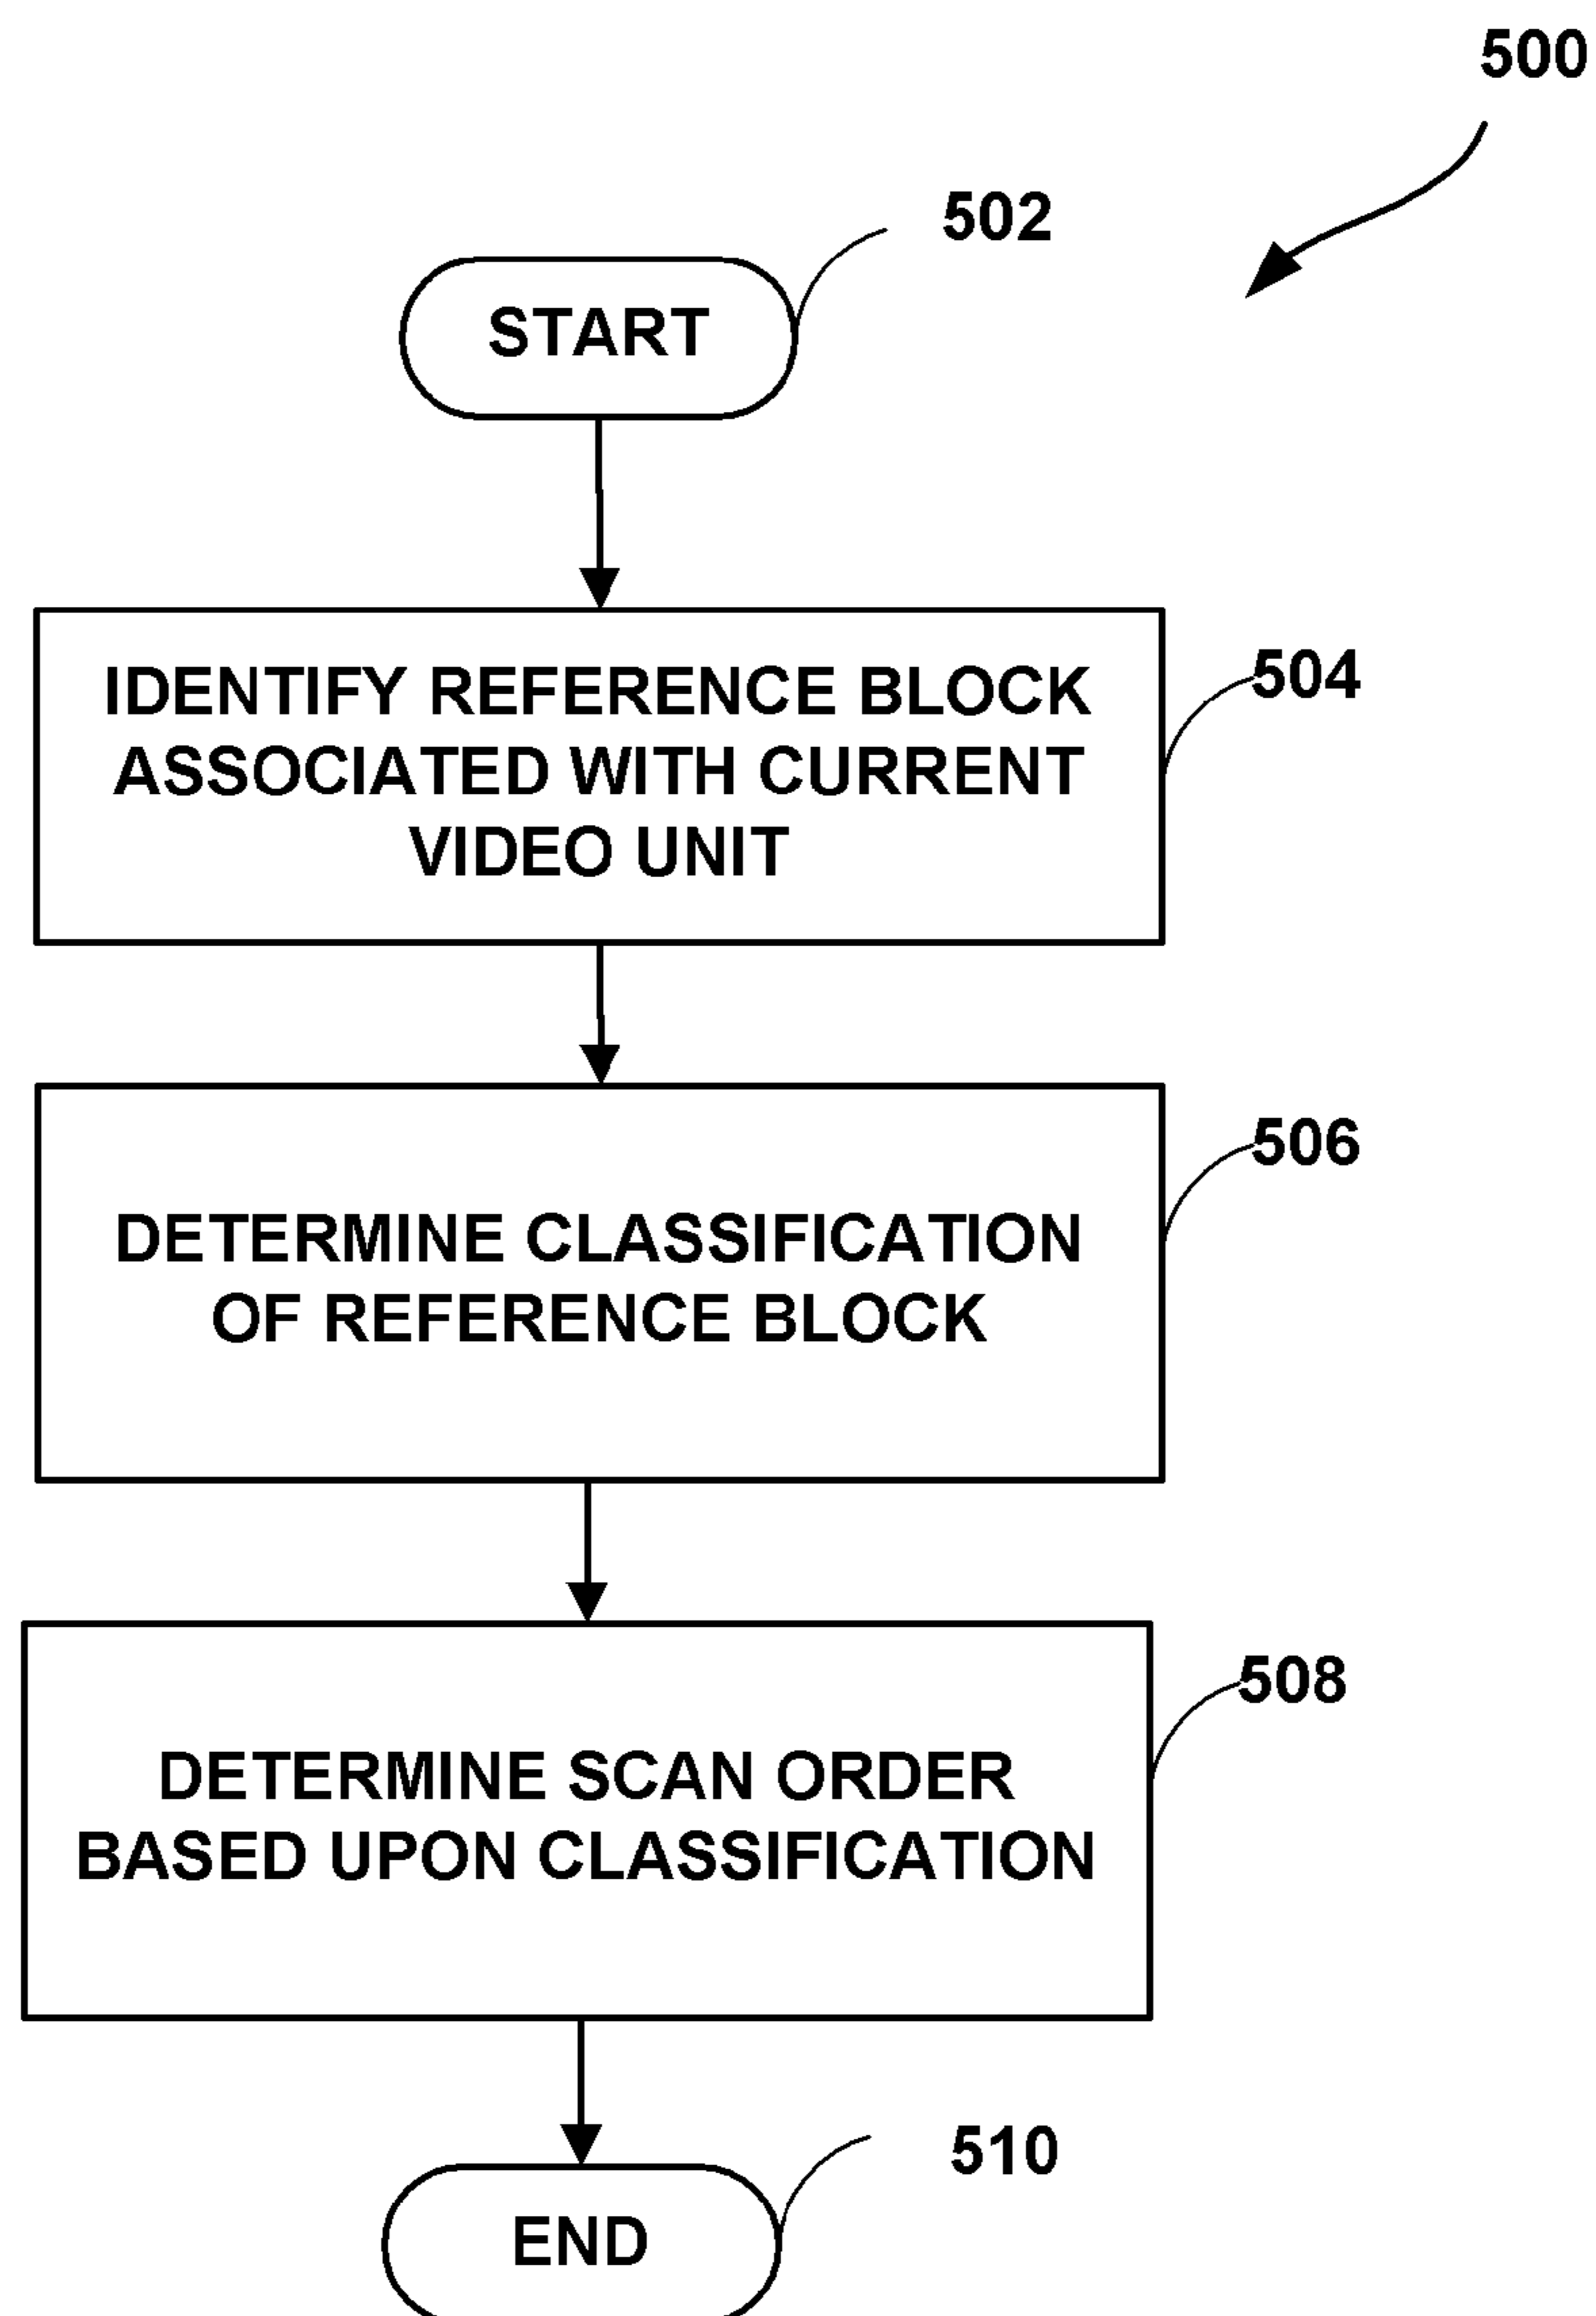 500
502
START
IDENTIFY REFERENCE BLOCK
ASSOCIATED WITH CURRENT
VIDEO UNIT
504
506
DETERMINE CLASSIFICATION
OF REFERENCE BLOCK
508
DETERMINE SCAN ORDER
BASED UPON CLASSIFICATION
510
END